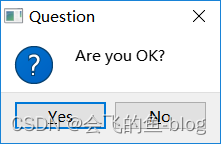 Question
Are you OK?
Yes No
CSDN @会飞的鱼-blog